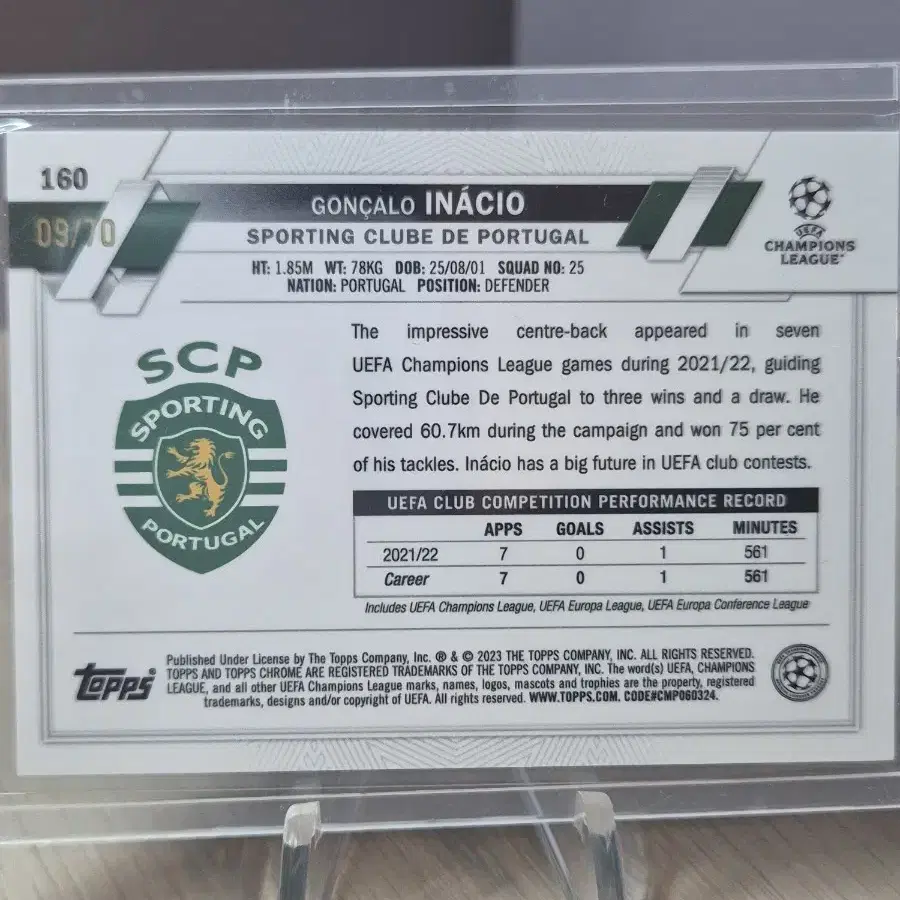 160
09/70
GONÇALO INÁCIO
SPORTING CLUBE DE PORTUGAL
HT: 1.85M WT: 78KG DOB: 25/08/01 SQUAD NO: 25
NATION: PORTUGAL POSITION: DEFENDER
UEFA
CHAMPIONS
LEAGUE
SCP
SPORTING
PORTUGAL
The impressive centre-back appeared in seven
UEFA Champions League games during 2021/22, guiding
Sporting Clube De Portugal to three wins and a draw. He
covered 60.7km during the campaign and won 75 per cent
of his tackles. Inácio has a big future in UEFA club contests.
UEFA CLUB COMPETITION PERFORMANCE RECORD
APPS GOALS ASSISTS MINUTES
2021/22 7 0 1 561
Career 7 0 1 561
Includes UEFA Champions League, UEFA Europa League, UEFA Europa Conference League
Topps
Published Under License by The Topps Company, Inc. ® & © 2023 THE TOPPS COMPANY, INC. ALL RIGHTS RESERVED.
TOPPS AND TOPPS CHROME ARE REGISTERED TRADEMARKS OF THE TOPPS COMPANY, INC. The word(s) UEFA, CHAMPIONS
LEAGUE, and all other UEFA Champions League marks, names, logos, mascots and trophies are the property, registered
trademarks, designs and/or copyright of UEFA. All rights reserved. WWW.TOPPS.COM. CODE#CMP060324.